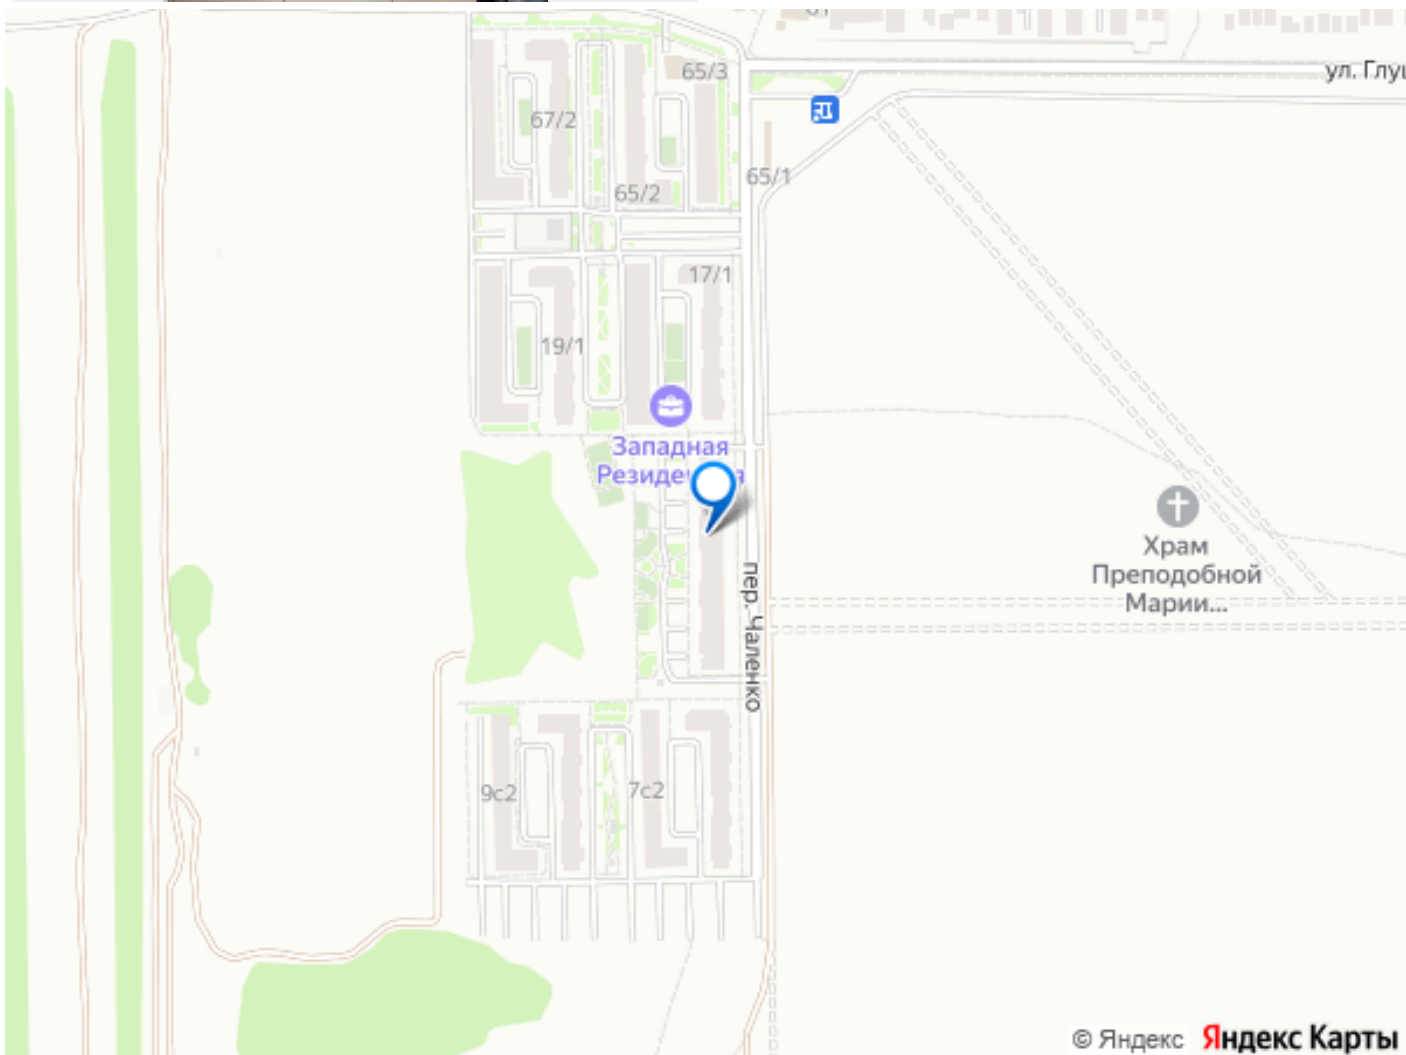 ул. Глу
65/3
67/2
65/1
65/2
17/1
19/1
Западная
Резиде
я
Храм
Преподобной
Марии...
пер. Чаленко
9с2
7с2
© Яндекс Яндекс Карты